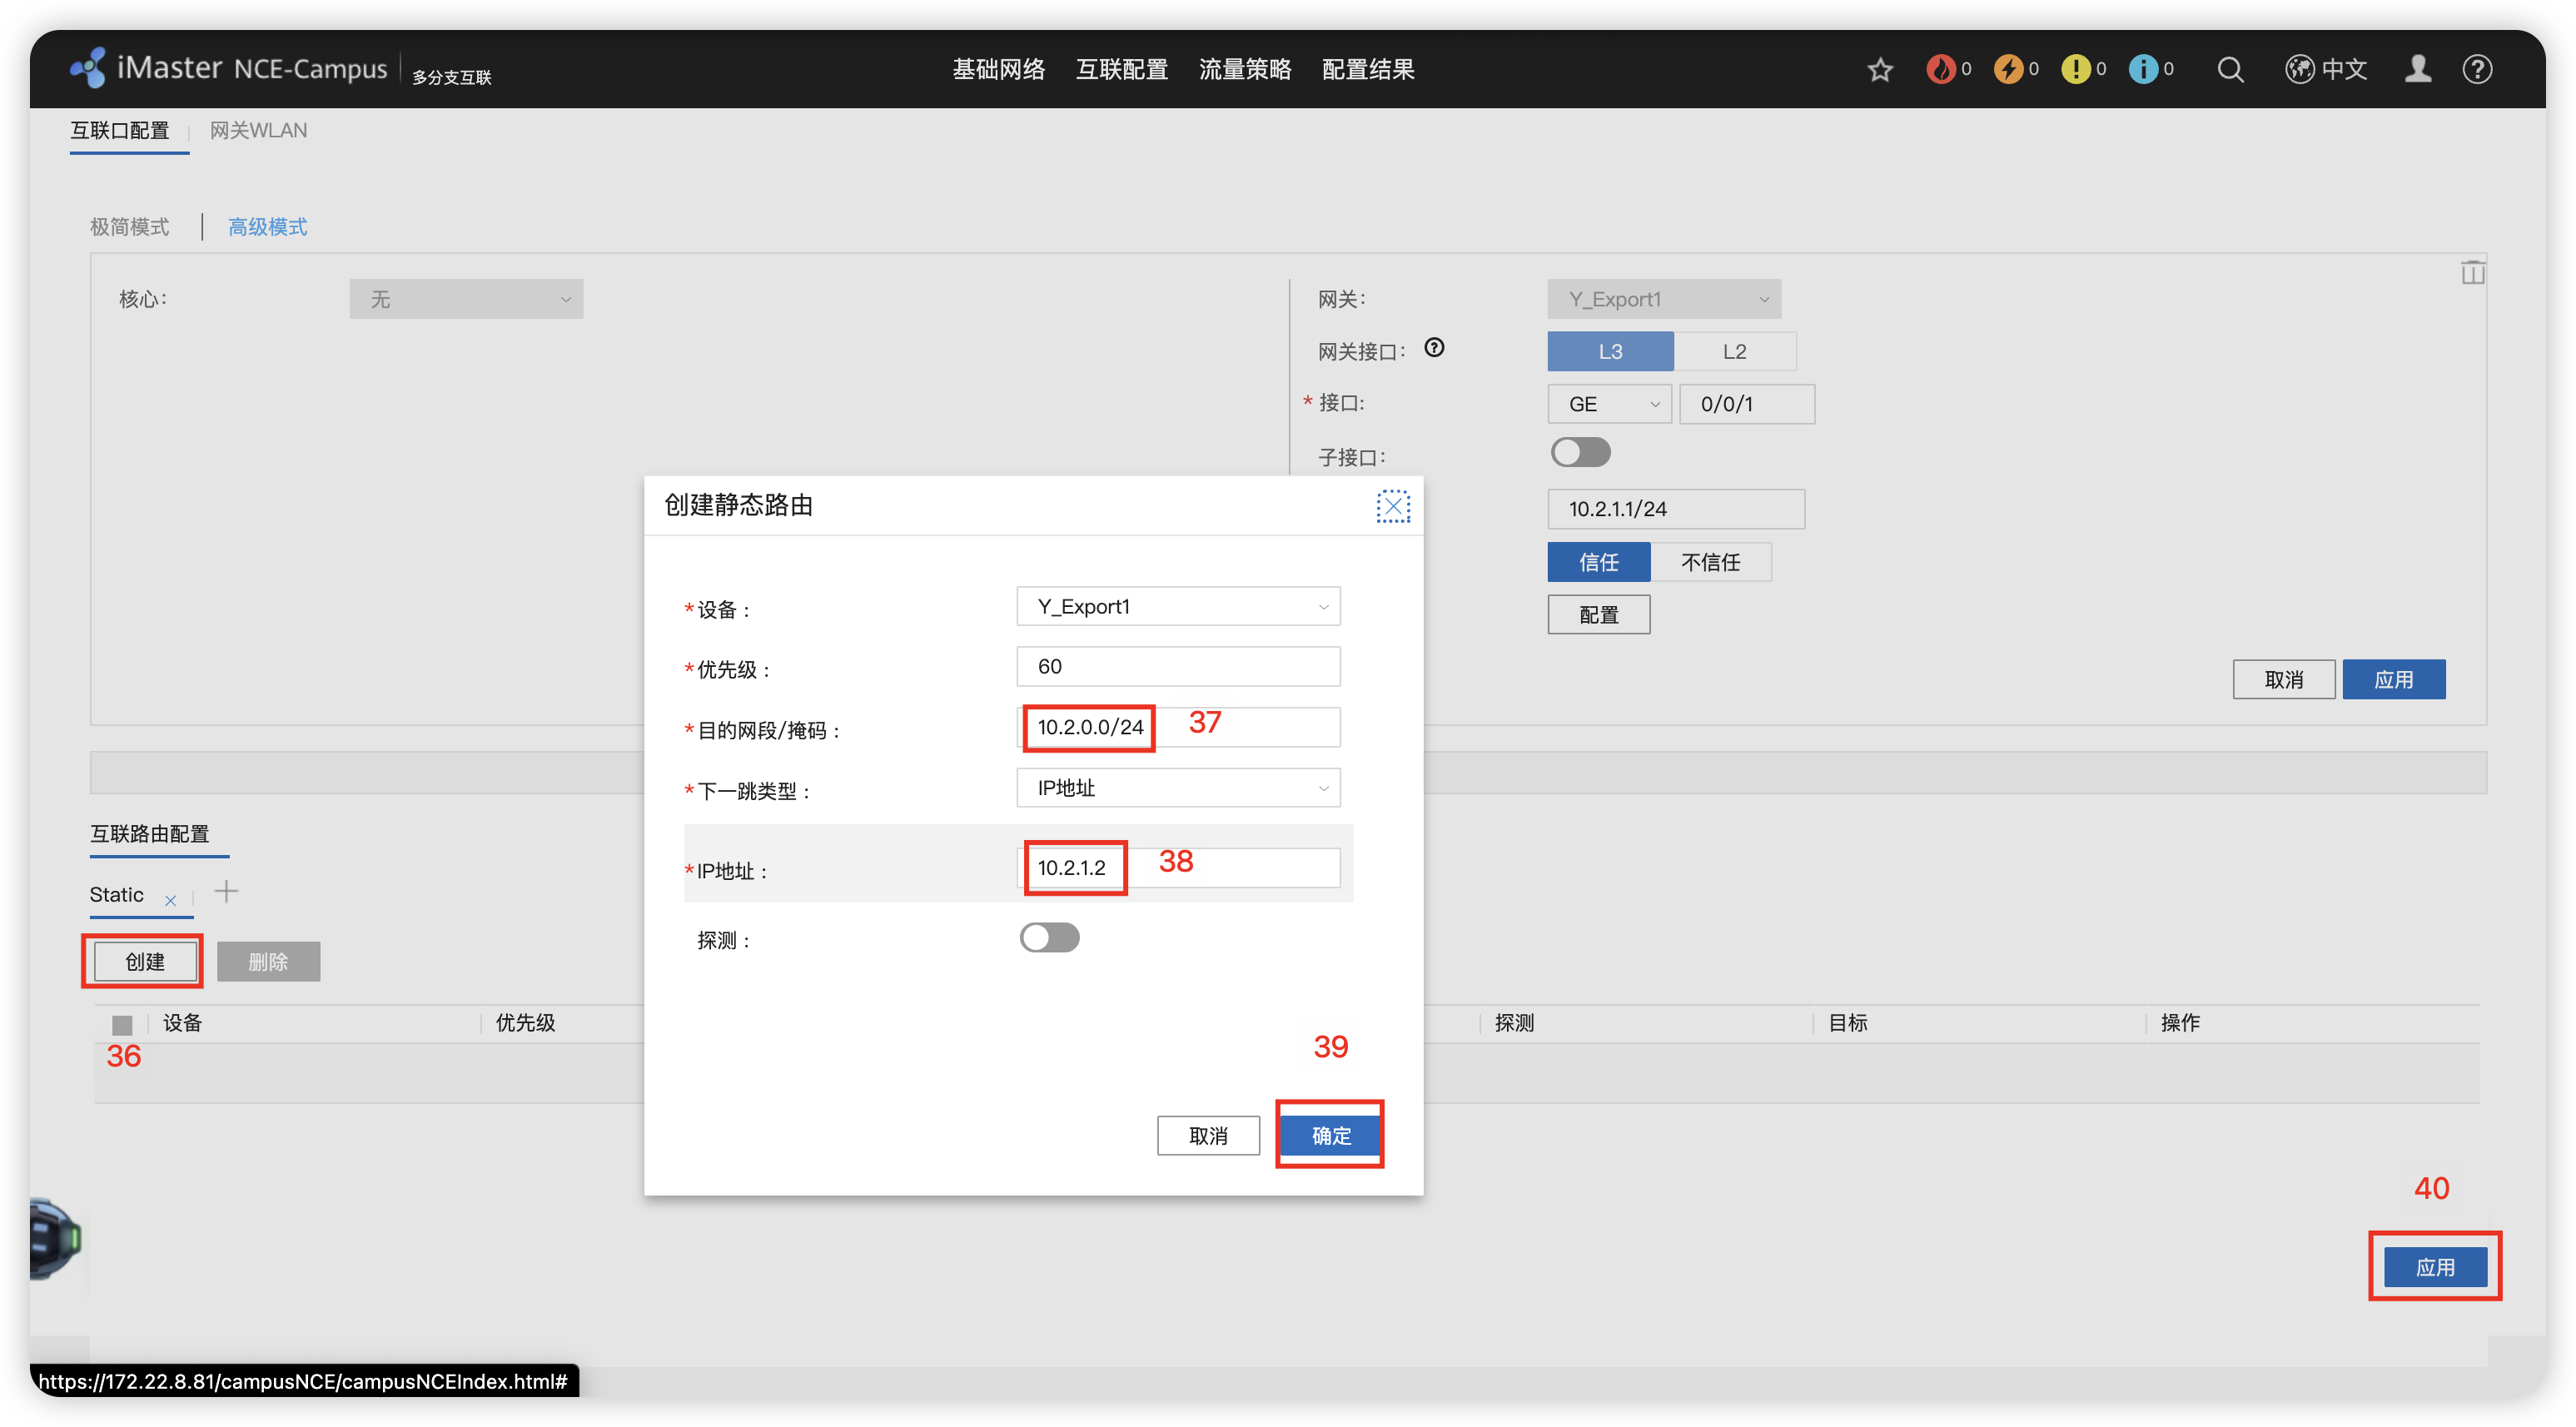 iMaster NCE-Campus 多分支互联 基础网络 互联配置 流量策略 配置结果 0 0 0 0 中文
互联口配置 网关WLAN
极简模式 高级模式
核心: 无
网关: Y_Export1
网关接口: L3 L2
* 接口: GE 0/0/1
子接口:
10.2.1.1/24
信任 不信任
配置
取消 应用
创建静态路由
*设备 : Y_Export1
*优先级 : 60
*目的网段/掩码 : 10.2.0.0/24 37
*下一跳类型 : IP地址
*IP地址 : 10.2.1.2 38
探测 :
39
取消 确定
互联路由配置
Static
创建 删除
设备 优先级 探测 目标 操作
36
40
应用
https://172.22.8.81/campusNCE/campusNCEIndex.html#